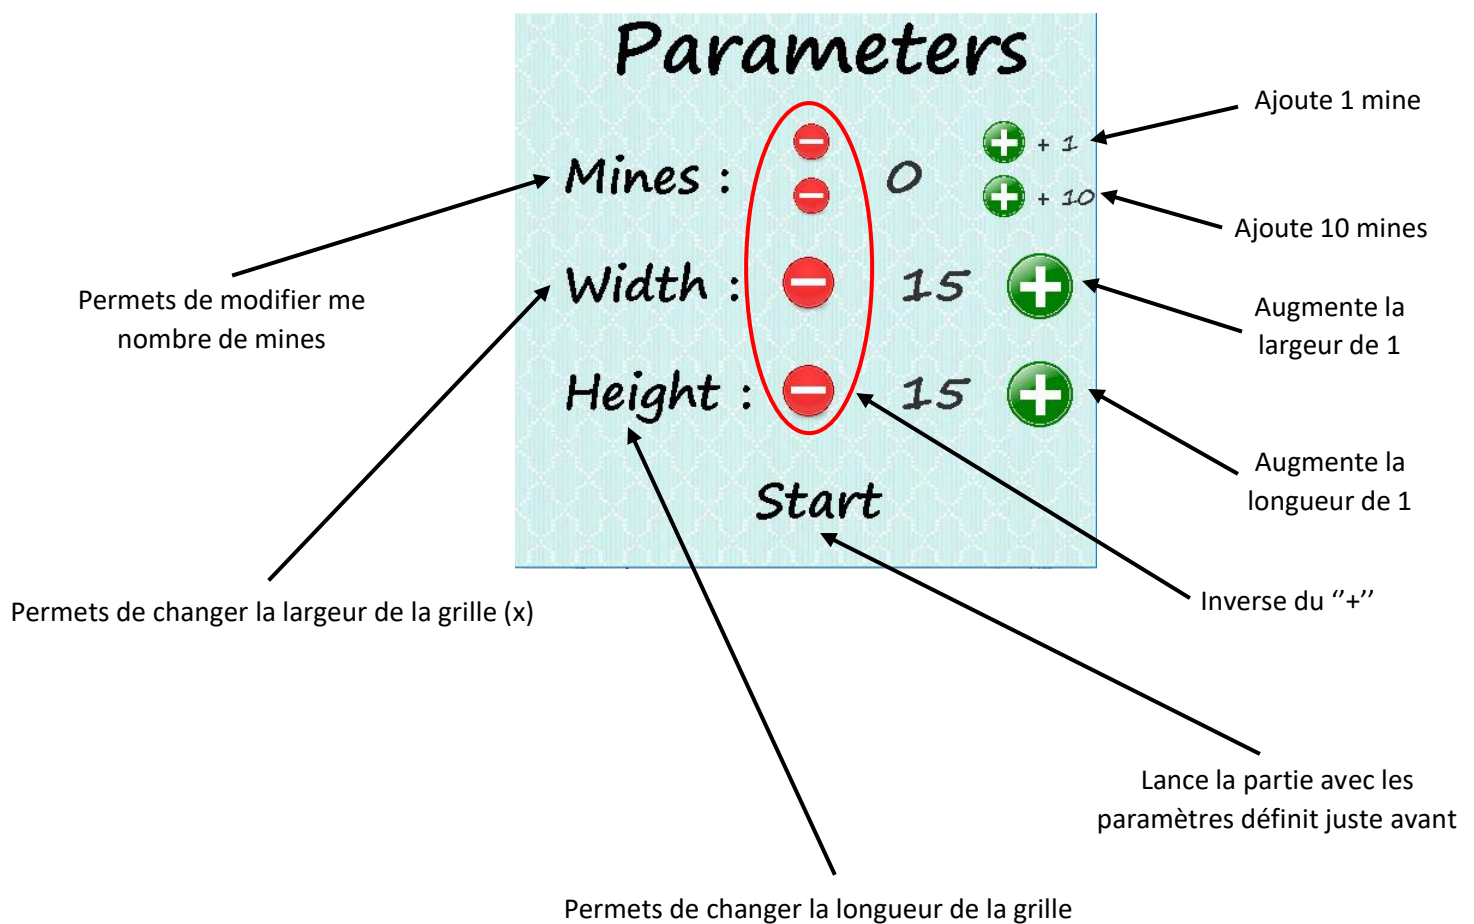 Parameters
Ajoute 1 mine
+ 1
Mines :
0
+ 10
Ajoute 10 mines
Permets de modifier me
nombre de mines
Width :
15
Augmente la
largeur de 1
Height :
15
Augmente la
longueur de 1
Start
Permets de changer la largeur de la grille (x)
Inverse du ‘’+’’
Lance la partie avec les
paramètres définit juste avant
Permets de changer la longueur de la grille